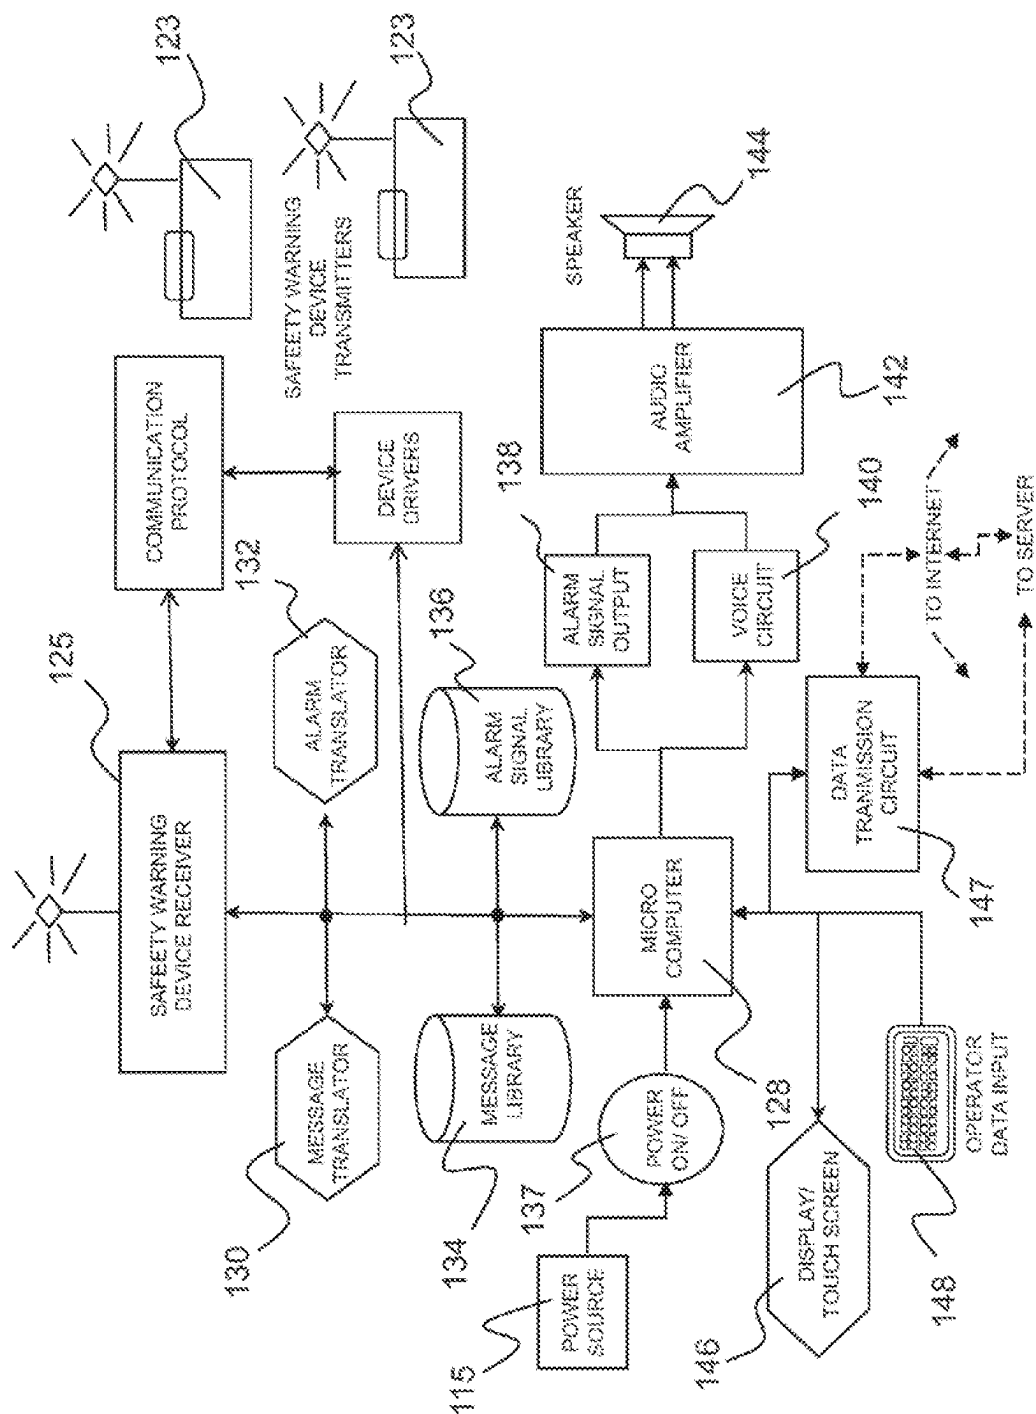 115
POWER
SOURCE
137
POWER
ON/ OFF
146
DISPLAY/
TOUCH SCREEN
148
OPERATOR
DATA INPUT
130
MESSAGE
TRANSLATOR
134
MESSAGE
LIBRARY
128
MICRO
COMPUTER
147
DATA
TRANMISSION
CIRCUIT
125
SAFEETY WARNING
DEVICE RECEIVER
132
ALARM
TRANSLATOR
136
ALARM
SIGNAL
LIBRARY
138
ALARM
SIGNAL
OUTPUT
140
VOICE
CIRCUIT
TO INTERNET
TO SERVER
COMMUNICATION
PROTOCOL
DEVICE
DRIVERS
142
AUDIO
AMPLIFIER
SPEAKER
144
123
SAFEETY WARNING
DEVICE
TRANSMITTERS
123